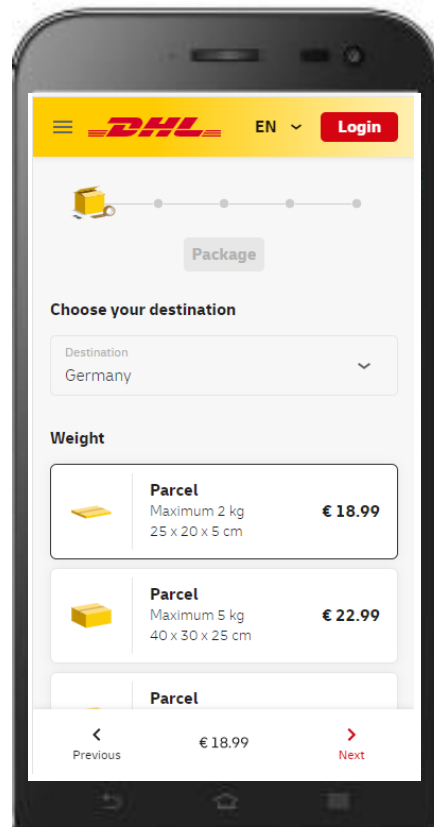 DHL
EN
Login
Package
Choose your destination
Destination
Germany
Weight
Parcel
Maximum 2 kg
€ 18.99
25 x 20 x 5 cm
Parcel
Maximum 5 kg
€ 22.99
40 x 30 x 25 cm
Parcel
Previous
€ 18.99
Next